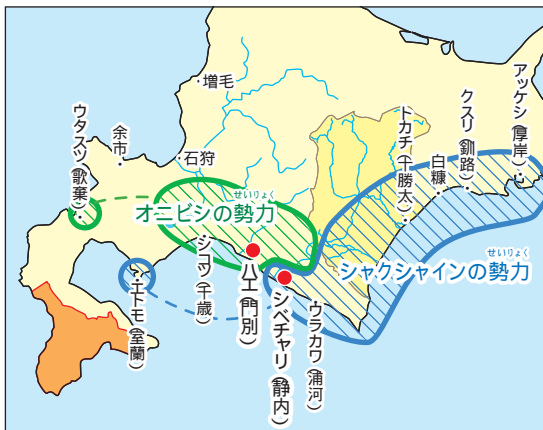 増毛
ウタスツ(歌棄)
余市
石狩
せいりょく
オニビシの勢力
シコツ(千歳)
ハエ(門別)
シベチャリ(静内)
ウラカワ(浦河)
エトモ(室蘭)
トカチ(十勝太)
白糠
クスリ(釧路)
アッケシ(厚岸)
せいりょく
シャクシャインの勢力